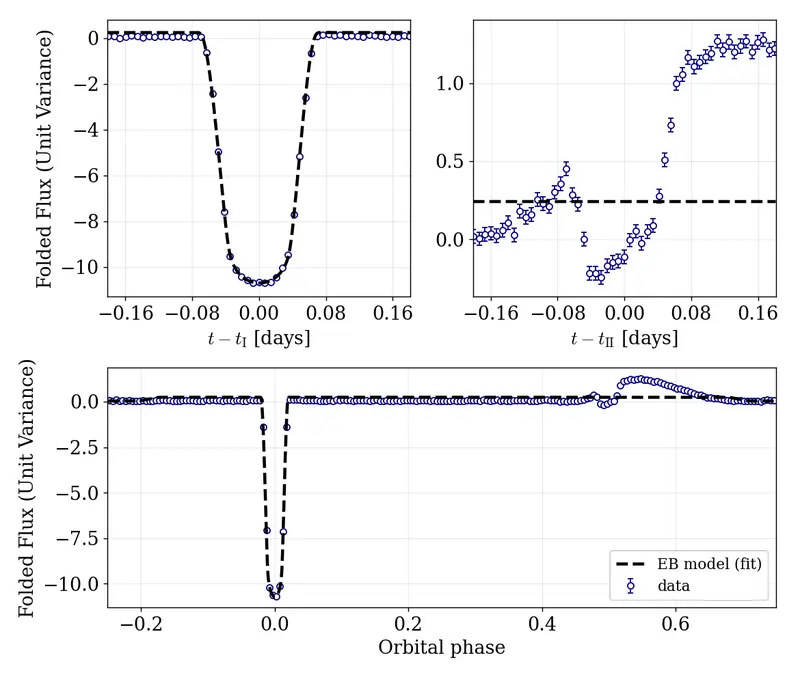 Folded Flux (Unit Variance)
0
−2
−4
−6
−8
−10
−0.16 −0.08 0.00 0.08 0.16
t − tI [days]
1.0
0.5
0.0
−0.16 −0.08 0.00 0.08 0.16
t − tII [days]
Folded Flux (Unit Variance)
0.0
−2.5
−5.0
−7.5
−10.0
−0.2 0.0 0.2 0.4 0.6
Orbital phase
EB model (fit)
data